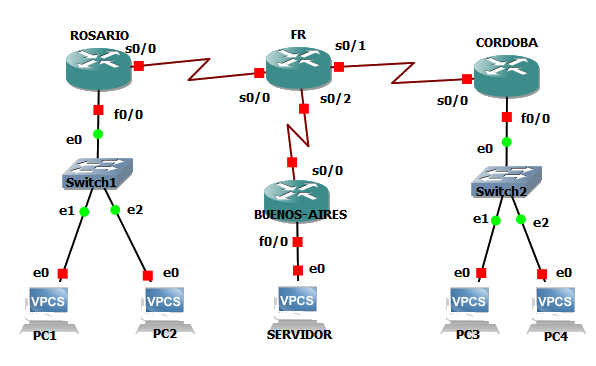 ROSARIO
FR
CORDOBA
s0/0
s0/1
s0/0
s0/2
s0/0
f0/0
f0/0
e0
e0
s0/0
Switch1
Switch2
e1
e2
BUENOS-AIRES
e1
e2
f0/0
e0
e0
e0
e0
e0
VPCS
VPCS
VPCS
VPCS
VPCS
PC1
PC2
SERVIDOR
PC3
PC4